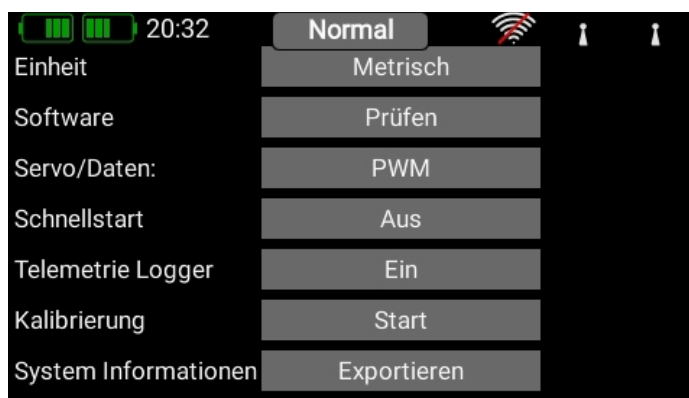 20:32 Normal
Einheit Metrisch
Software Prüfen
Servo/Daten: PWM
Schnellstart Aus
Telemetrie Logger Ein
Kalibrierung Start
System Informationen Exportieren